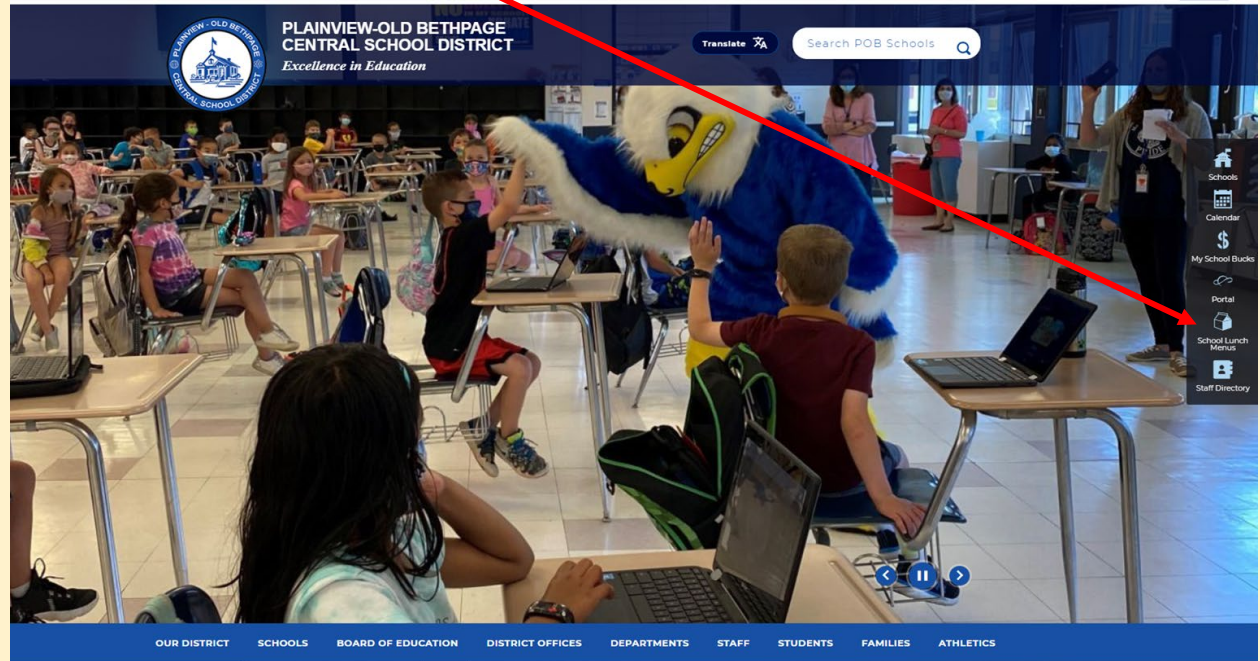 PLAINVIEW - OLD BETHPAGE
CENTRAL SCHOOL DISTRICT
PLAINVIEW-OLD BETHPAGE
CENTRAL SCHOOL DISTRICT
Excellence in Education
Translate
Search POB Schools
Schools
Calendar
$
My School Bucks
Portal
School Lunch
Menus
Staff Directory
PRIDE
OUR DISTRICT SCHOOLS BOARD OF EDUCATION DISTRICT OFFICES DEPARTMENTS STAFF STUDENTS FAMILIES ATHLETICS